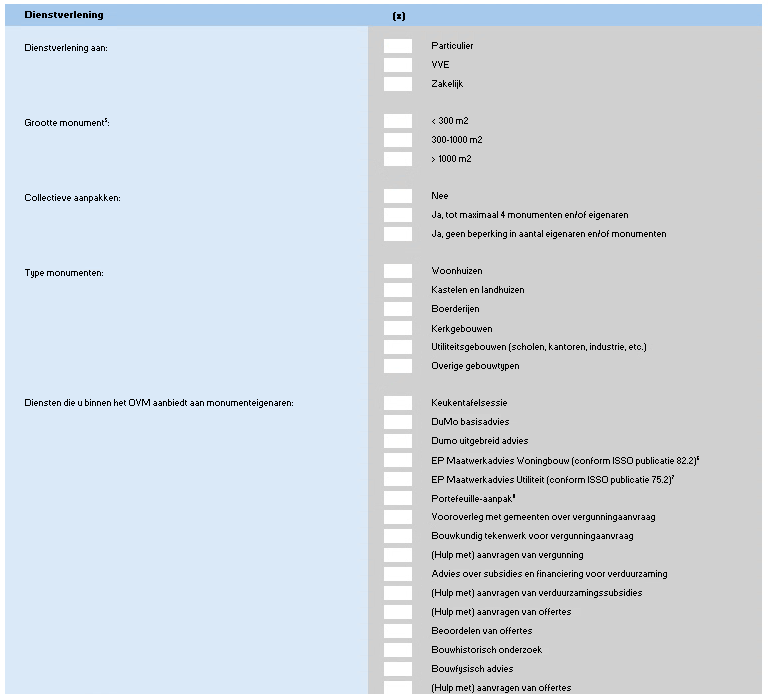 Dienstverlening (x)
Dienstverlening aan: Particulier
VVE
Zakelijk
Grootte monument⁵: < 300 m2
300-1000 m2
> 1000 m2
Collectieve aanpakken: Nee
Ja, tot maximaal 4 monumenten en/of eigenaren
Ja, geen beperking in aantal eigenaren en/of monumenten
Type monumenten: Woonhuizen
Kastelen en landhuizen
Boerderijen
Kerkgebouwen
Utiliteitsgebouwen (scholen, kantoren, industrie, etc.)
Overige gebouwtypen
Diensten die u binnen het OVM aanbiedt aan monumenteigenaren: Keukentafelsessie
DuMo basisadvies
Dumo uitgebreid advies
EP Maatwerkadvies Woningbouw (conform ISSO publicatie 82.2)⁶
EP Maatwerkadvies Utiliteit (conform ISSO publicatie 75.2)⁷
Portefeuille-aanpak⁸
Vooroverleg met gemeenten over vergunningaanvraag
Bouwkundig tekenwerk voor vergunningaanvraag
(Hulp met) aanvragen van vergunning
Advies over subsidies en financiering voor verduurzaming
(Hulp met) aanvragen van verduurzamingssubsidies
(Hulp met) aanvragen van offertes
Beoordelen van offertes
Bouwhistorisch onderzoek
Bouwfysisch advies
(Hulp met) aanvragen van offertes